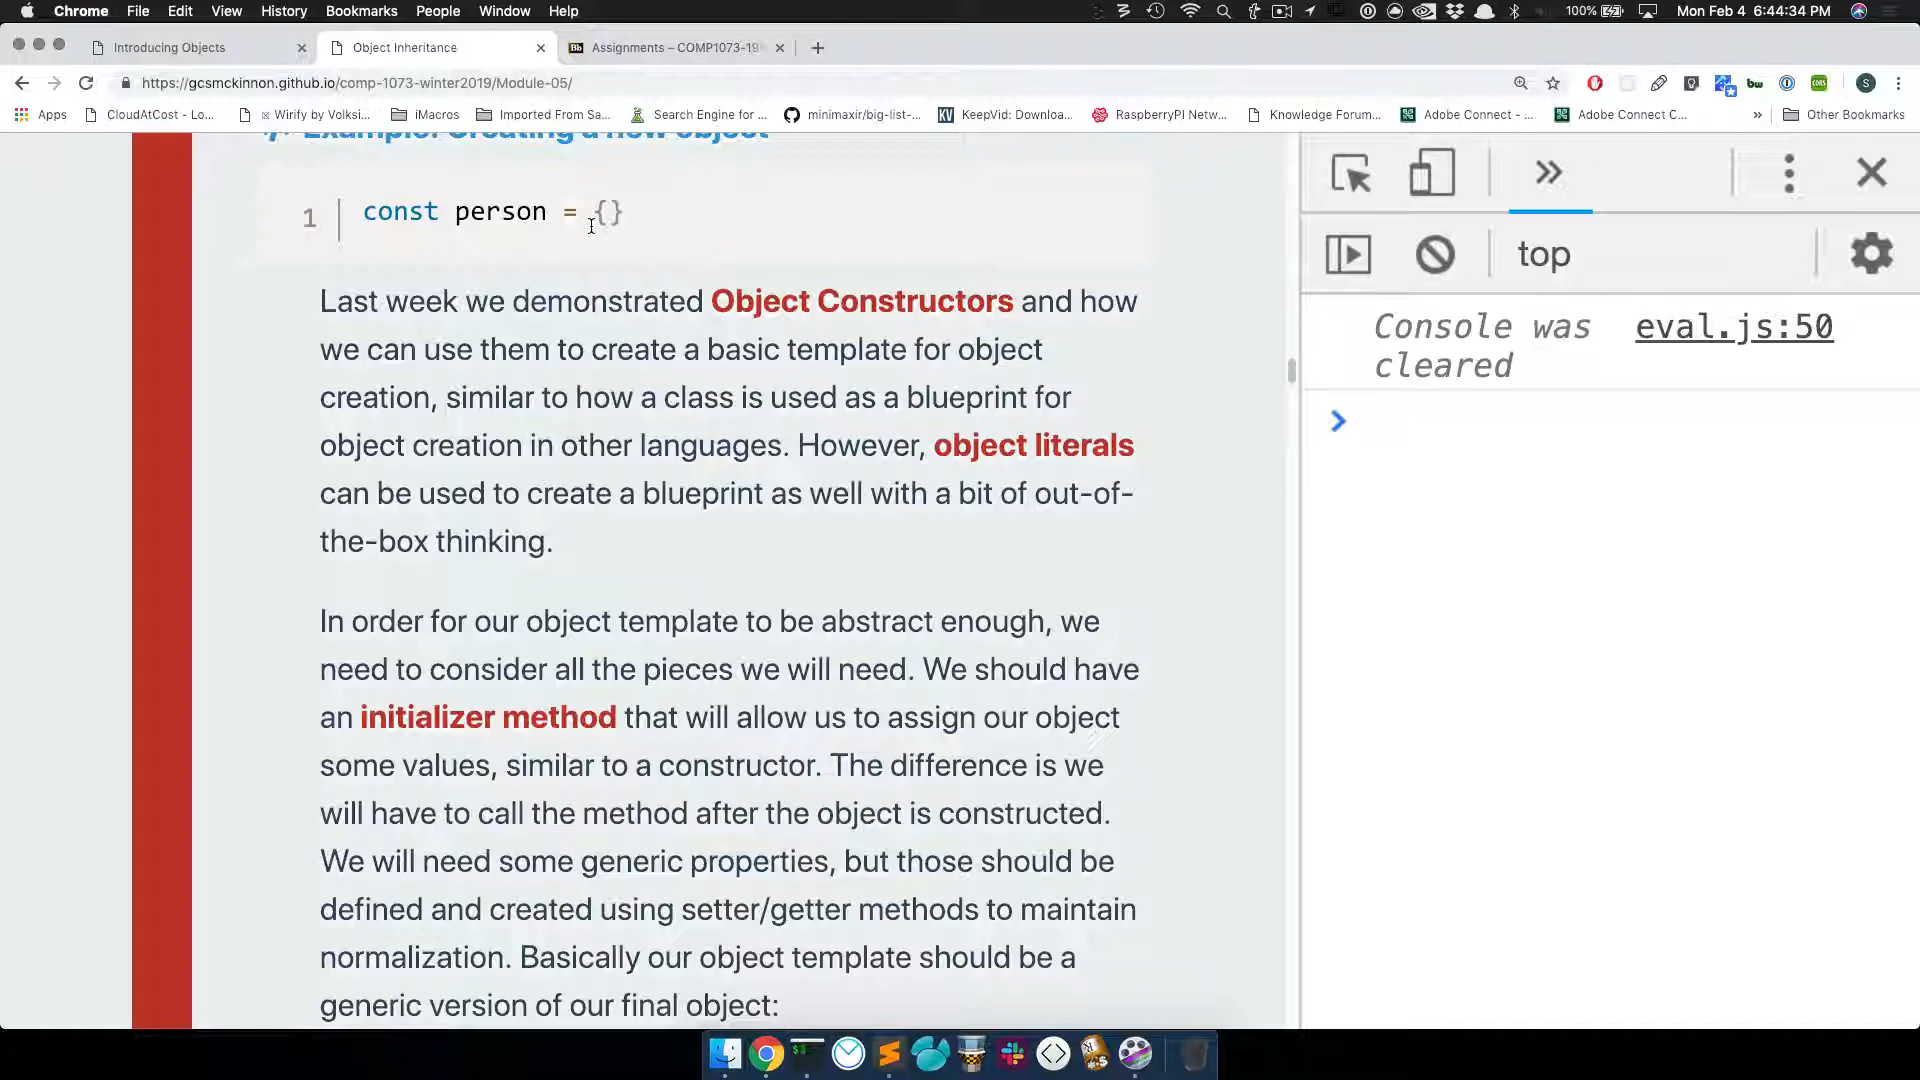 Chrome File Edit View History Bookmarks People Window Help 100% Mon Feb 4 6:44:34 PM
Introducing Objects Object Inheritance Bb Assignments – COMP1073-19
https://gcsmckinnon.github.io/comp-1073-winter2019/Module-05/
Apps CloudAtCost - Lo... Wirify by Volksi... iMacros Imported From Sa... Search Engine for ... minimaxir/big-list-... KV KeepVid: Downloa... RaspberryPI Netw... Knowledge Forum... Adobe Connect - ... Adobe Connect C... » Other Bookmarks
Example: Creating a new object
1 const person = {}
Last week we demonstrated Object Constructors and how
we can use them to create a basic template for object
creation, similar to how a class is used as a blueprint for
object creation in other languages. However, object literals
can be used to create a blueprint as well with a bit of out-of-
the-box thinking.
In order for our object template to be abstract enough, we
need to consider all the pieces we will need. We should have
an initializer method that will allow us to assign our object
some values, similar to a constructor. The difference is we
will have to call the method after the object is constructed.
We will need some generic properties, but those should be
defined and created using setter/getter methods to maintain
normalization. Basically our object template should be a
generic version of our final object:
top
Console was eval.js:50
cleared